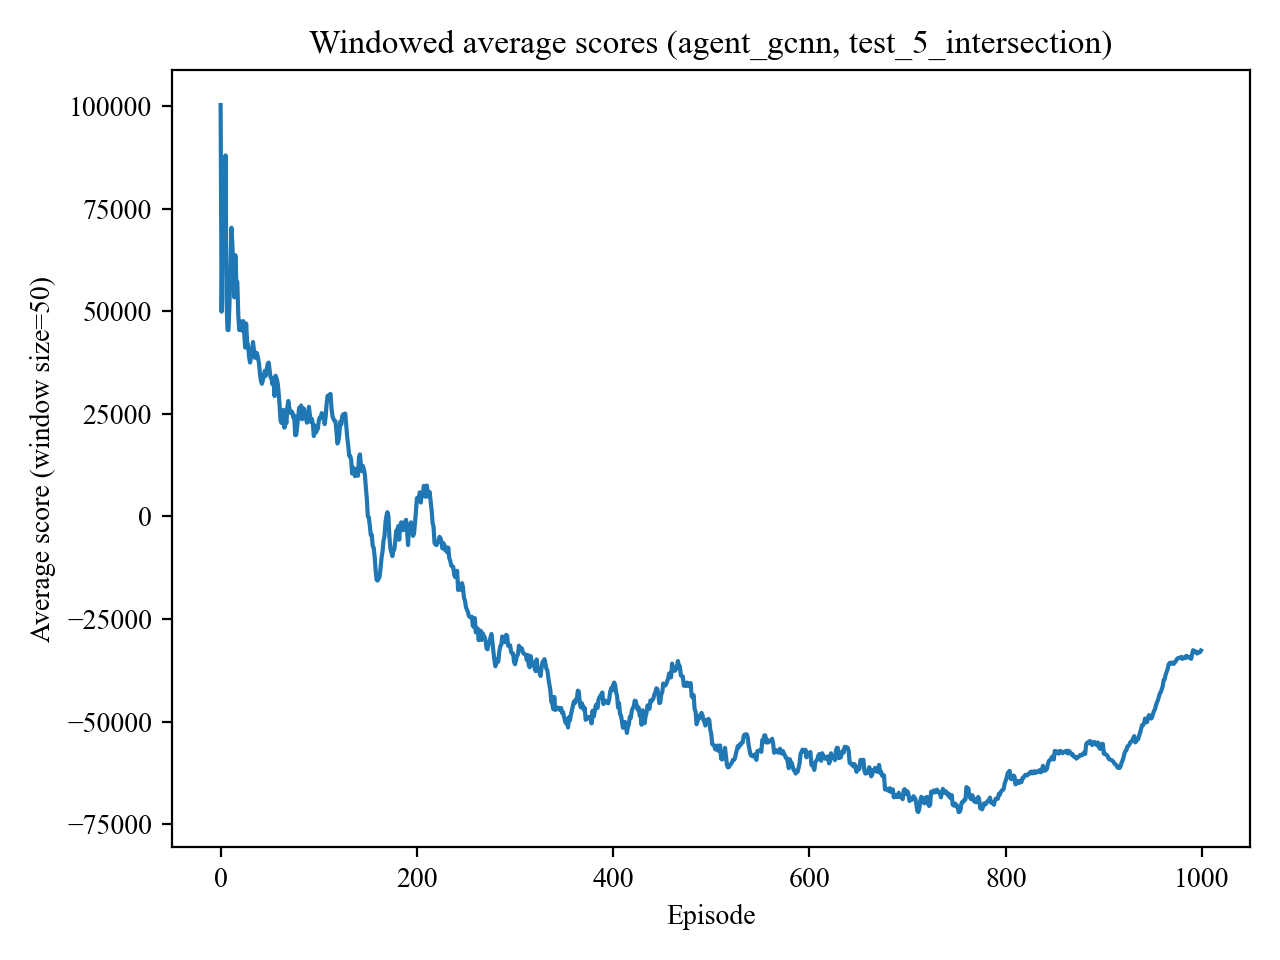 Windowed average scores (agent_gcnn, test_5_intersection)
100000
75000
50000
25000
0
−25000
−50000
−75000
Average score (window size=50)
0 200 400 600 800 1000
Episode